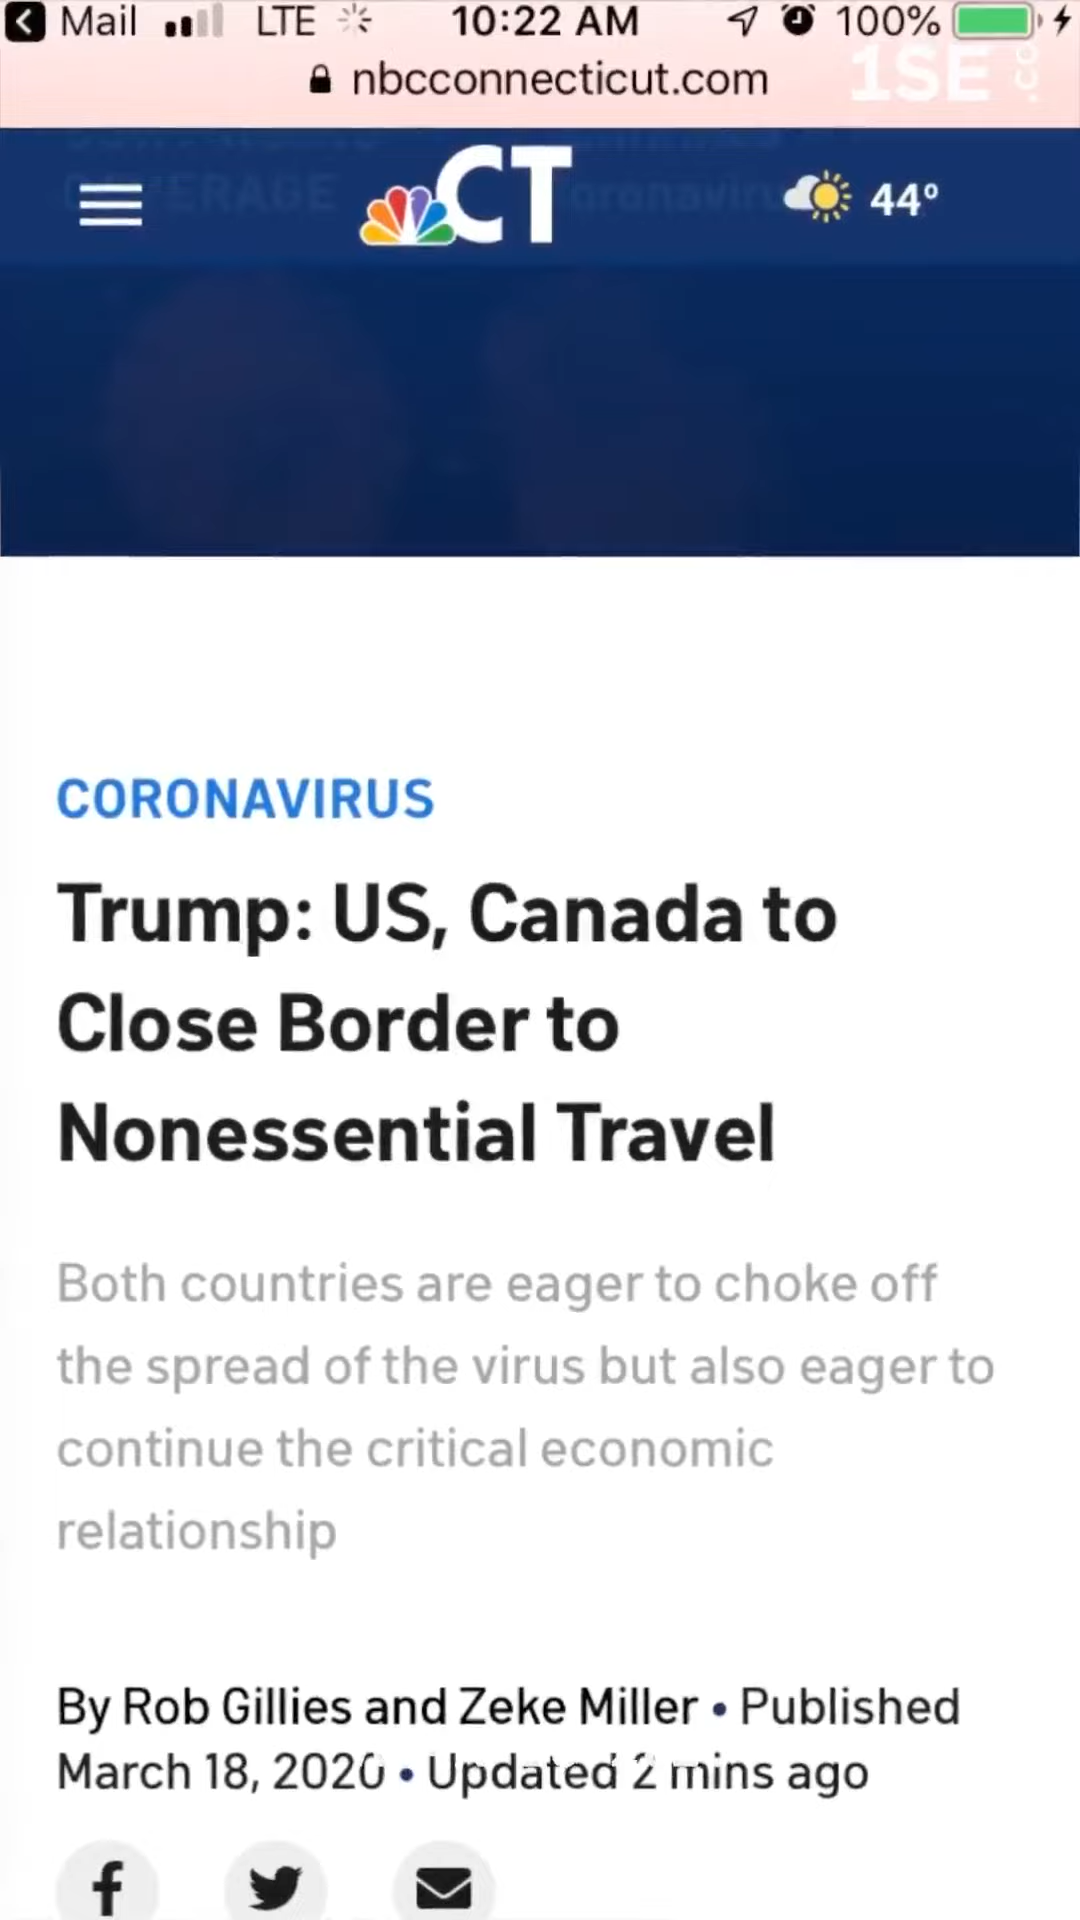 Mail LTE 10:22 AM 100%
nbcconnecticut.com
1SE.co
CT 44°
CORONAVIRUS
Trump: US, Canada to
Close Border to
Nonessential Travel
Both countries are eager to choke off
the spread of the virus but also eager to
continue the critical economic
relationship
By Rob Gillies and Zeke Miller • Published
March 18, 2020 • Updated 2 mins ago